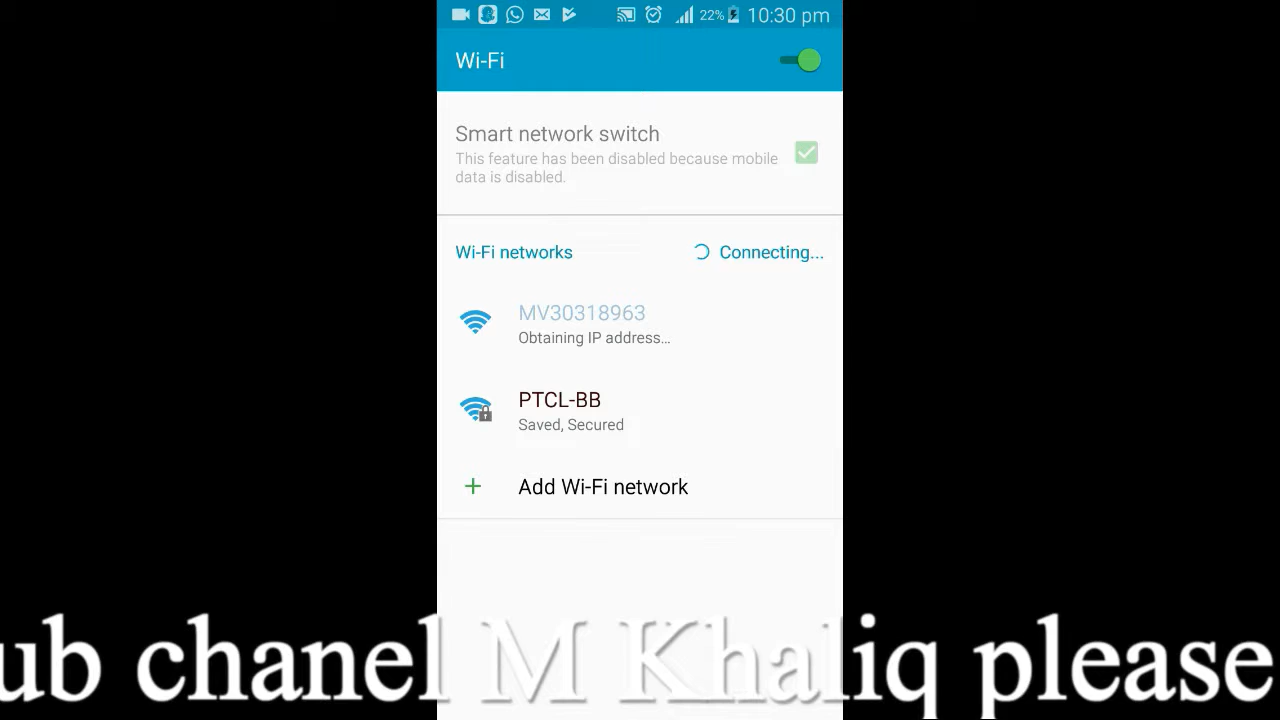 22% 10:30 pm
Wi-Fi
Smart network switch
This feature has been disabled because mobile
data is disabled.
Wi-Fi networks Connecting...
MV30318963
Obtaining IP address...
PTCL-BB
Saved, Secured
Add Wi-Fi network
ub chanel M Khaliq please